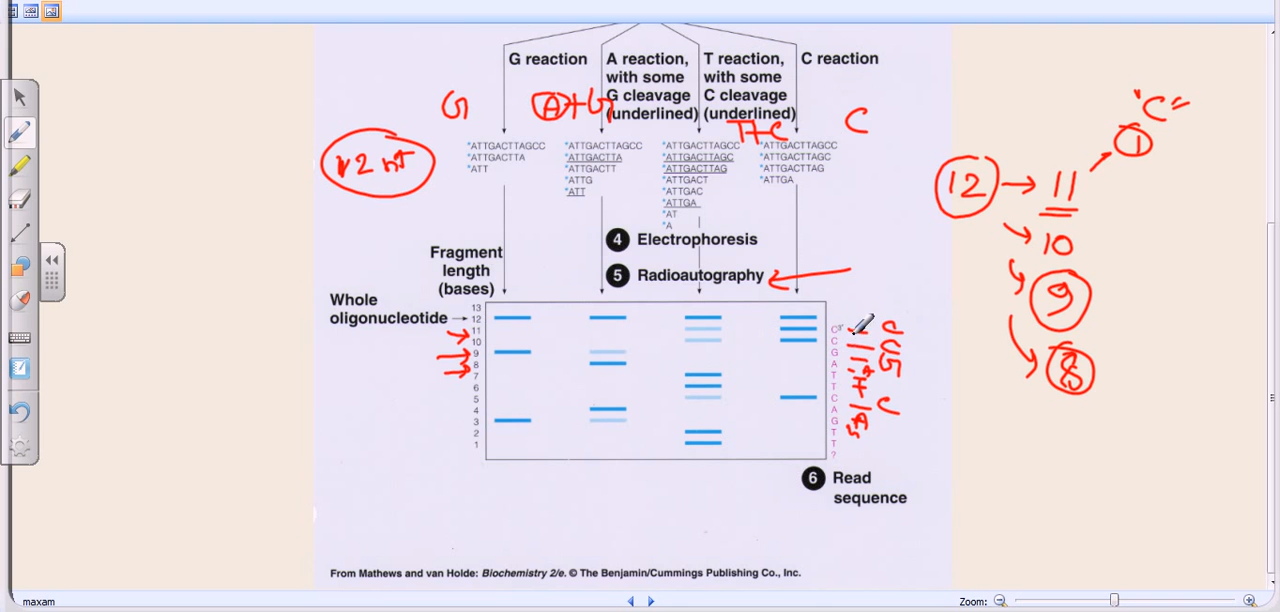 G reaction
A reaction,
with some
G cleavage
(underlined)
T reaction,
with some
C cleavage
(underlined)
C reaction
G
A+G
T+C
C
12 nt
*ATTGACTTAGCC
*ATTGACTTA
*ATT
*ATTGACTTAGCC
*ATTGACTTA
*ATTGACTT
*ATTG
*ATT
*ATTGACTTAGCC
*ATTGACTTAGC
*ATTGACTTAG
*ATTGACT
*ATTGAC
*ATTGA
*AT
*A
*ATTGACTTAGCC
*ATTGACTTAGC
*ATTGACTTAG
*ATTGA
4 Electrophoresis
5 Radioautography
Fragment
length
(bases)
Whole
oligonucleotide
13
12
11
10
9
8
7
6
5
4
3
2
1
C3'
C
G
A
T
T
C
A
G
T
T
?
C
C
G
A
T
C
A
G
6 Read
sequence
"C"
1
12
11
10
9
8
From Mathews and van Holde: Biochemistry 2/e. © The Benjamin/Cummings Publishing Co., Inc.
maxam
Zoom: